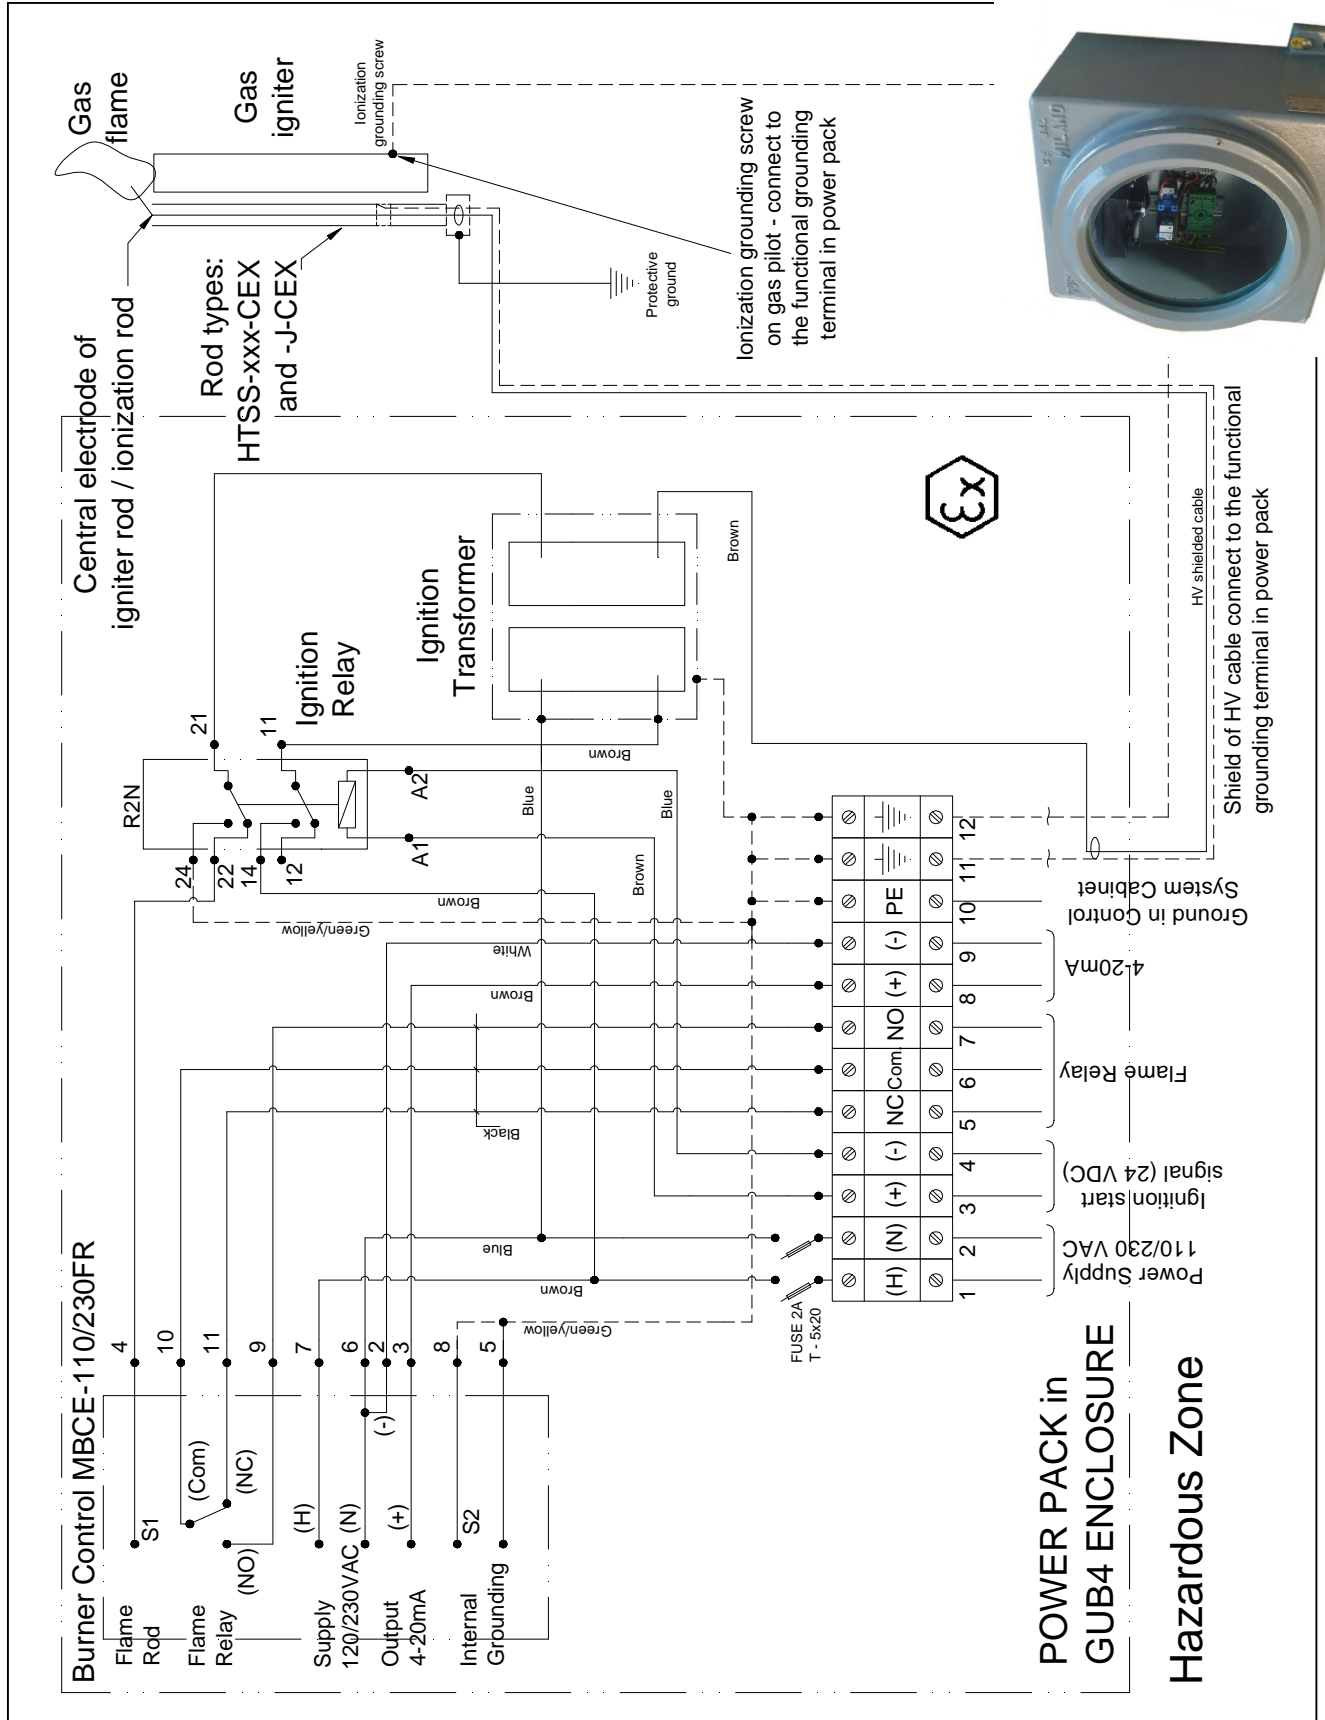 Burner Control MBCE-110/230FR
Flame
Rod
Flame
Relay
Supply
120/230VAC
Output
4-20mA
Internal
Grounding
S1
(Com)
(NC)
(NO)
(H)
(N)
(-)
(+)
S2
4
10
11
9
7
6
2
3
8
5
Central electrode of
igniter rod / ionization rod
Gas
flame
Gas
igniter
Ionization
grounding screw
Rod types:
HTSS-xxx-CEX
and -J-CEX
Protective
ground
Ionization grounding screw
on gas pilot - connect to
the functional grounding
terminal in power pack
R2N
24
22
14
12
21
11
A1
A2
Ignition
Relay
Ignition
Transformer
Brown
Green/yellow
Brown
White
Brown
Black
Blue
Brown
Green/yellow
Brown
Blue
Brown
Blue
Brown
FUSE 2A
T - 5x20
(H)
(N)
(+)
(-)
NC
Com.
NO
(+)
(-)
PE
1
2
3
4
5
6
7
8
9
10
11
12
Power Supply
110/230 VAC
Ignition start
signal (24 VDC)
Flame Relay
4-20mA
Ground in Control
System Cabinet
HV shielded cable
Shield of HV cable connect to the functional
grounding terminal in power pack
Ex
POWER PACK in
GUB4 ENCLOSURE
Hazardous Zone
MILANO